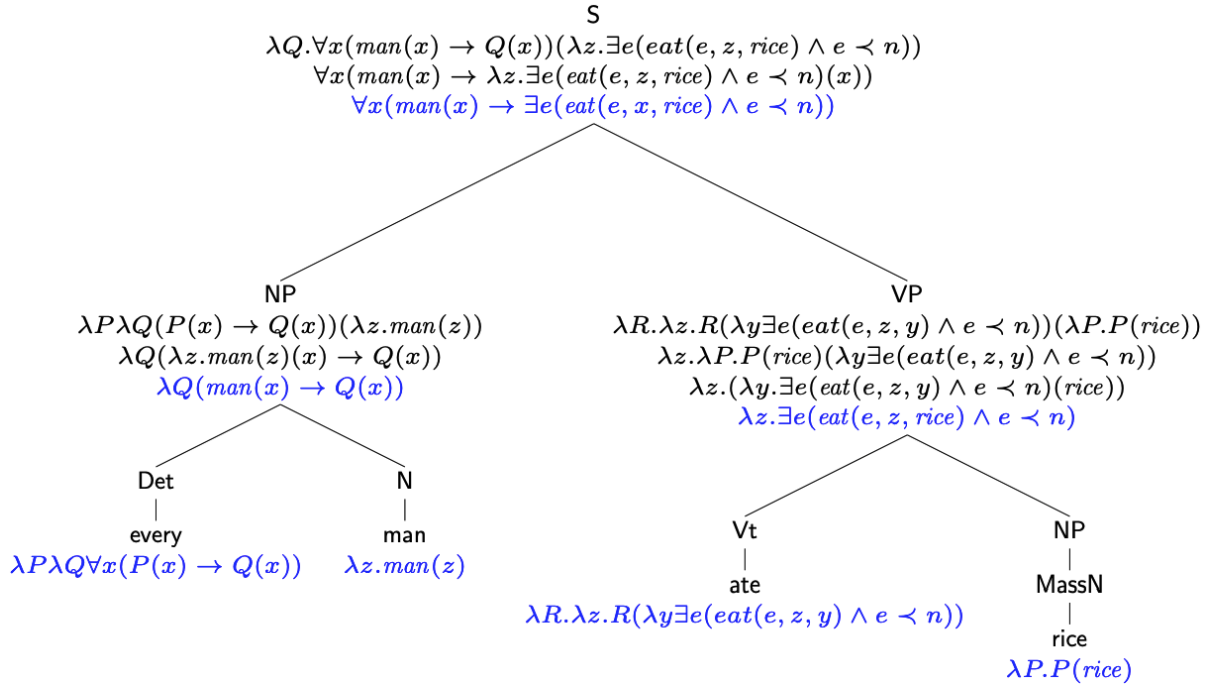 S
λQ.∀x(man(x) → Q(x))(λz.∃e(eat(e, z, rice) ∧ e ≺ n))
∀x(man(x) → λz.∃e(eat(e, z, rice) ∧ e ≺ n)(x))
∀x(man(x) → ∃e(eat(e, x, rice) ∧ e ≺ n))
NP
λPλQ(P(x) → Q(x))(λz.man(z))
λQ(λz.man(z)(x) → Q(x))
λQ(man(x) → Q(x))
VP
λR.λz.R(λy∃e(eat(e, z, y) ∧ e ≺ n))(λP.P(rice))
λz.λP.P(rice)(λy∃e(eat(e, z, y) ∧ e ≺ n))
λz.(λy.∃e(eat(e, z, y) ∧ e ≺ n)(rice))
λz.∃e(eat(e, z, rice) ∧ e ≺ n)
Det
every
λPλQ∀x(P(x) → Q(x))
N
man
λz.man(z)
Vt
ate
λR.λz.R(λy∃e(eat(e, z, y) ∧ e ≺ n))
NP
MassN
rice
λP.P(rice)